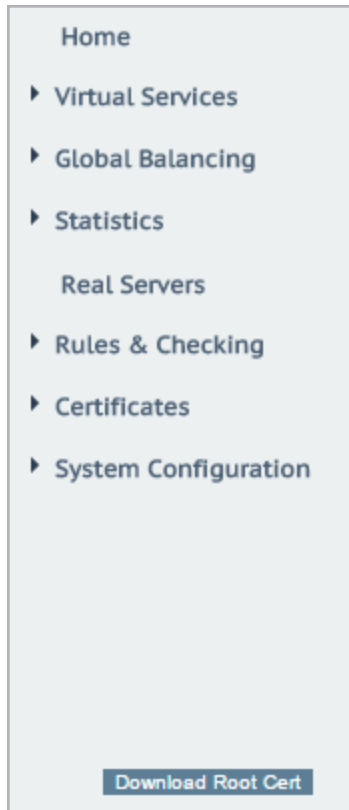 Home
Virtual Services
Global Balancing
Statistics
Real Servers
Rules & Checking
Certificates
System Configuration
Download Root Cert